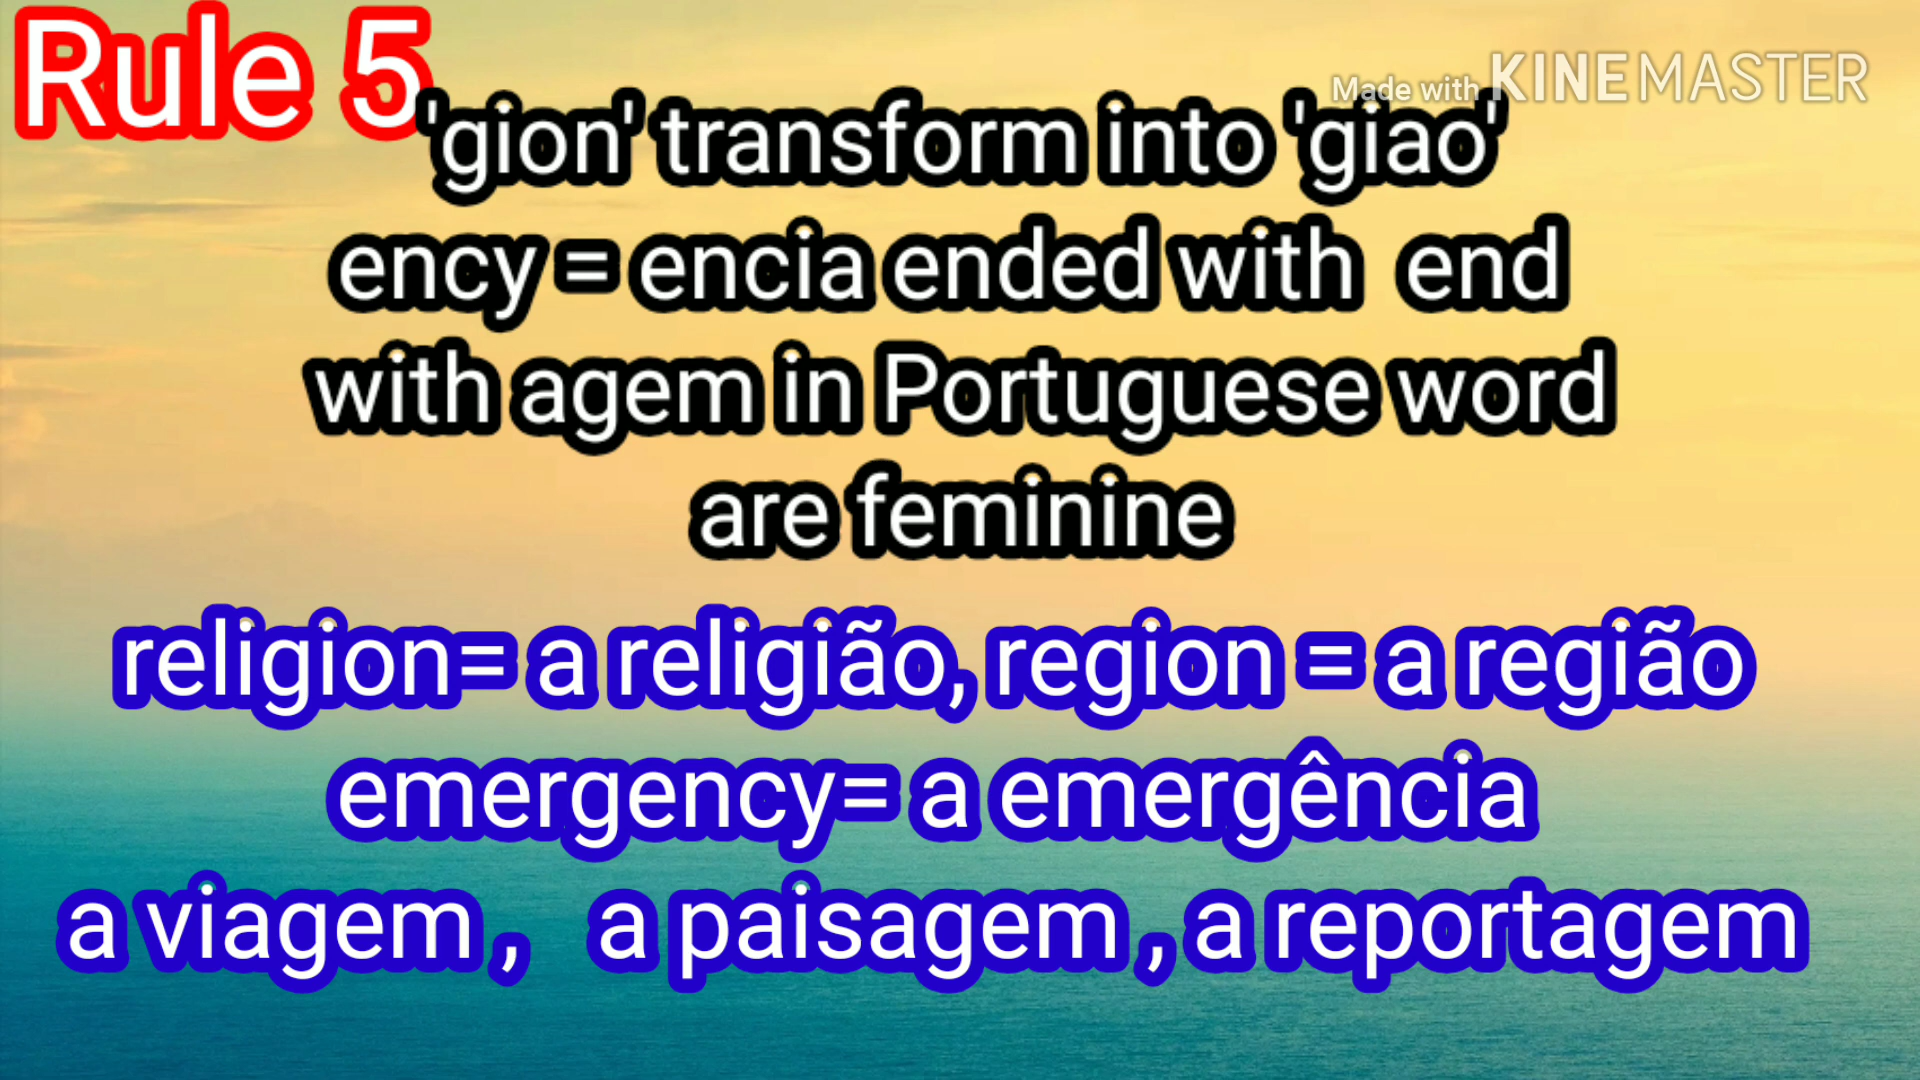 Rule 5
Made with KINEMASTER
'gion' transform into 'giao'
ency = encia ended with end
with agem in Portuguese word
are feminine
religion= a religião, region = a região
emergency= a emergência
a viagem , a paisagem , a reportagem